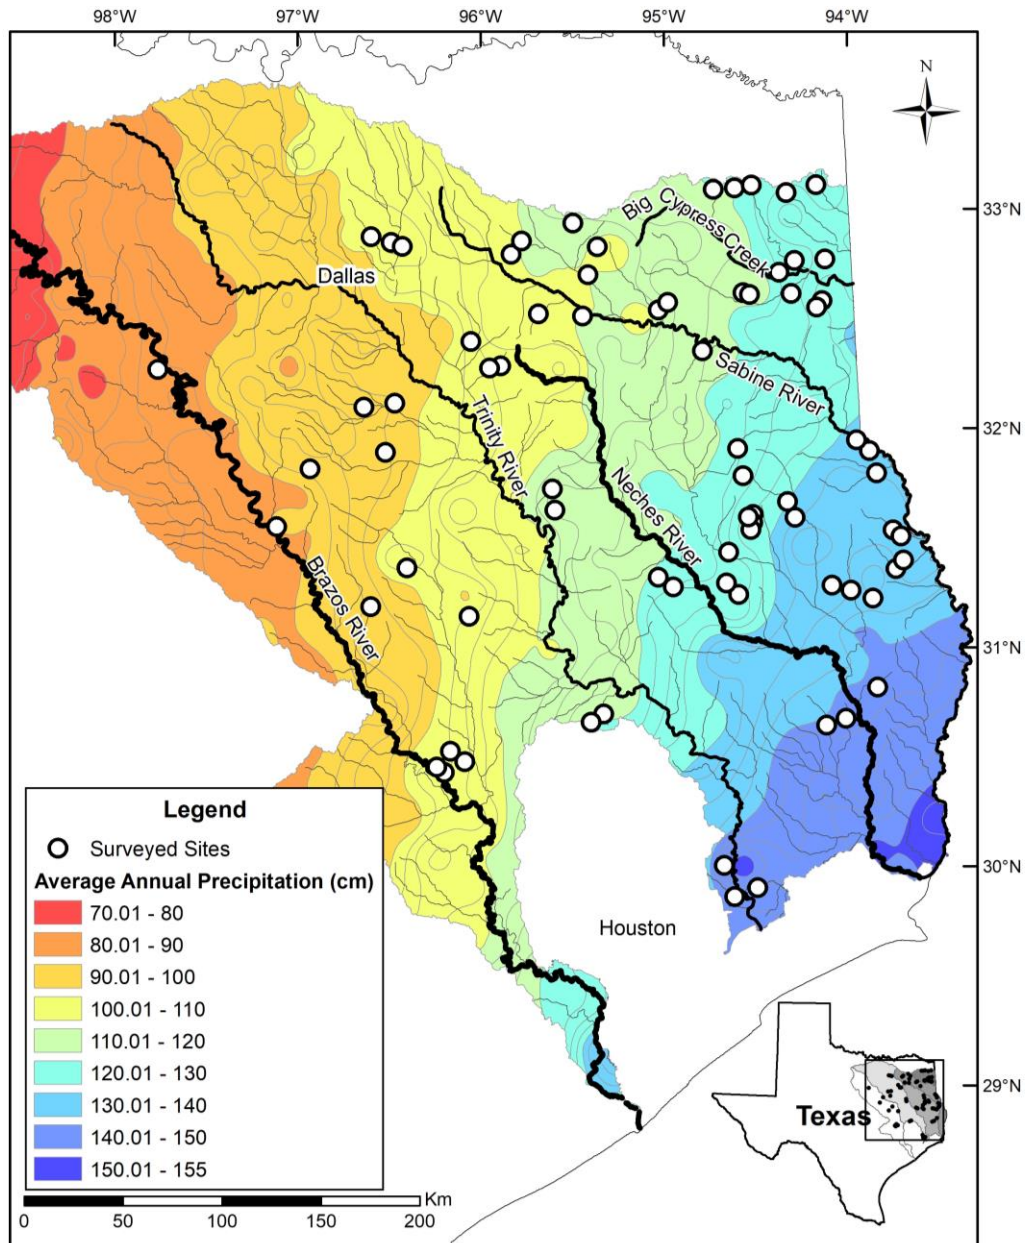 98°W 97°W 96°W 95°W 94°W
N
33°N
Big Cypress Creek
Dallas
Sabine River
32°N
Trinity River
Neches River
Brazos River
31°N
30°N
Houston
29°N
Legend
Surveyed Sites
Average Annual Precipitation (cm)
70.01 - 80
80.01 - 90
90.01 - 100
100.01 - 110
110.01 - 120
120.01 - 130
130.01 - 140
140.01 - 150
150.01 - 155
Km
0 50 100 150 200
Texas